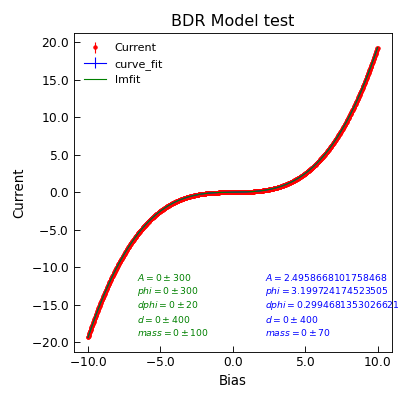 BDR Model test
20.0
15.0
10.0
5.0
0.0
−5.0
−10.0
−15.0
−20.0
Current
Current
curve_fit
lmfit
A = 0 ± 300
phi = 0 ± 300
dphi = 0 ± 20
d = 0 ± 400
mass = 0 ± 100
A = 2.4958668101758468
phi = 3.199724174523505
dphi = 0.2994681353026621
d = 0 ± 400
mass = 0 ± 70
−10.0 −5.0 0.0 5.0 10.0
Bias